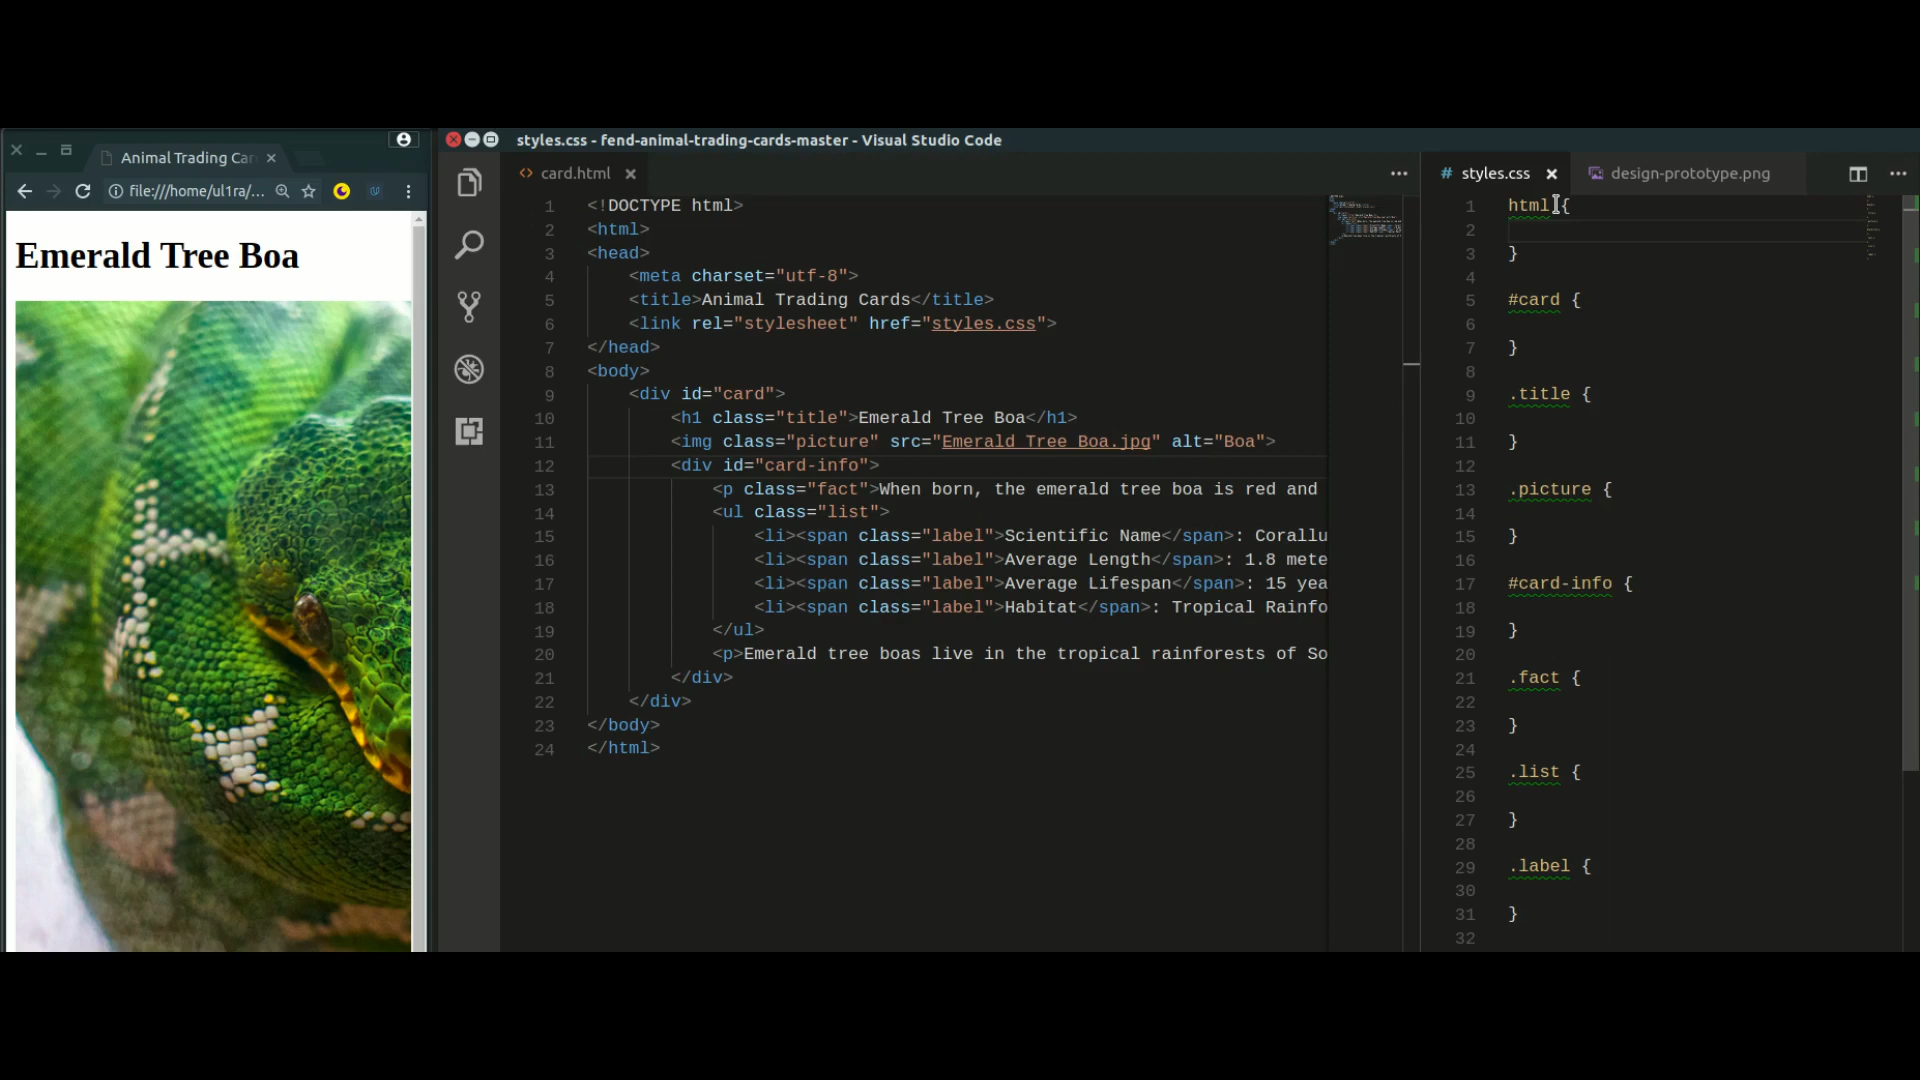 Animal Trading Car
file:///home/ul1ra/...
Emerald Tree Boa
styles.css - fend-animal-trading-cards-master - Visual Studio Code
card.html
1 <!DOCTYPE html>
2 <html>
3 <head>
4 <meta charset="utf-8">
5 <title>Animal Trading Cards</title>
6 <link rel="stylesheet" href="styles.css">
7 </head>
8 <body>
9 <div id="card">
10 <h1 class="title">Emerald Tree Boa</h1>
11 <img class="picture" src="Emerald Tree Boa.jpg" alt="Boa">
12 <div id="card-info">
13 <p class="fact">When born, the emerald tree boa is red and
14 <ul class="list">
15 <li><span class="label">Scientific Name</span>: Corallu
16 <li><span class="label">Average Length</span>: 1.8 mete
17 <li><span class="label">Average Lifespan</span>: 15 yea
18 <li><span class="label">Habitat</span>: Tropical Rainfo
19 </ul>
20 <p>Emerald tree boas live in the tropical rainforests of So
21 </div>
22 </div>
23 </body>
24 </html>
# styles.css
design-prototype.png
1 html {
2
3 }
4
5 #card {
6
7 }
8
9 .title {
10
11 }
12
13 .picture {
14
15 }
16
17 #card-info {
18
19 }
20
21 .fact {
22
23 }
24
25 .list {
26
27 }
28
29 .label {
30
31 }
32